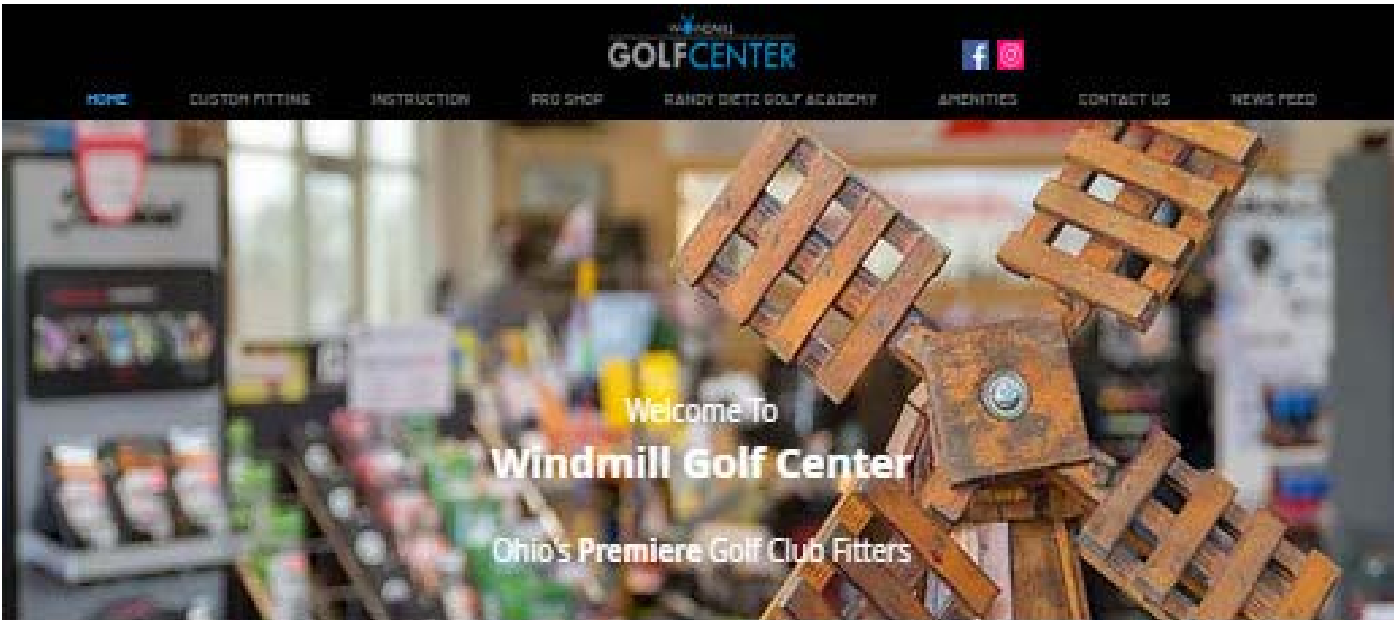 WINDMILL
GOLFCENTER
HOME CUSTOM FITTING INSTRUCTION PRO SHOP RANDY DIETZ GOLF ACADEMY AMENITIES CONTACT US NEWS FEED
Welcome To
Windmill Golf Center
Ohio's Premiere Golf Club Fitters